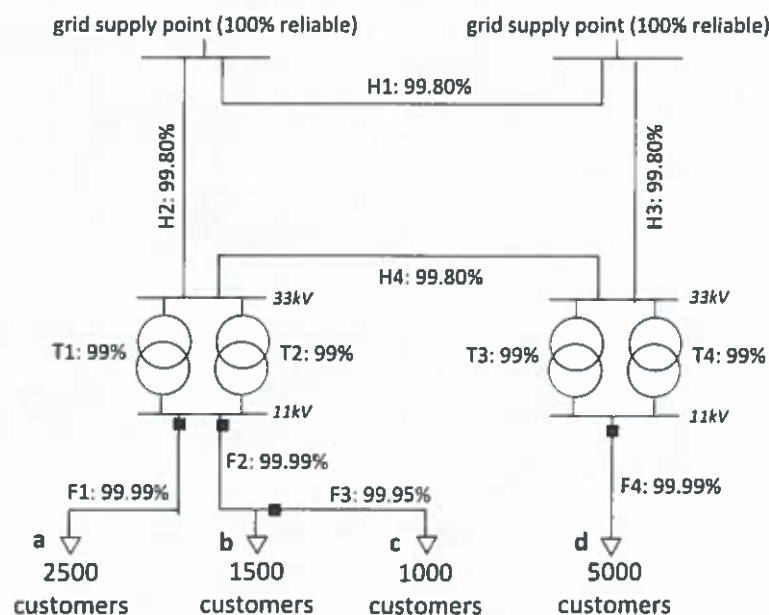 grid supply point (100% reliable)
grid supply point (100% reliable)
H1: 99.80%
H2: 99.80%
H3: 99.80%
H4: 99.80%
33kV
33kV
T1: 99%
T2: 99%
T3: 99%
T4: 99%
11kV
11kV
F2: 99.99%
F1: 99.99%
F3: 99.95%
F4: 99.99%
a
b
c
d
2500
1500
1000
5000
customers
customers
customers
customers